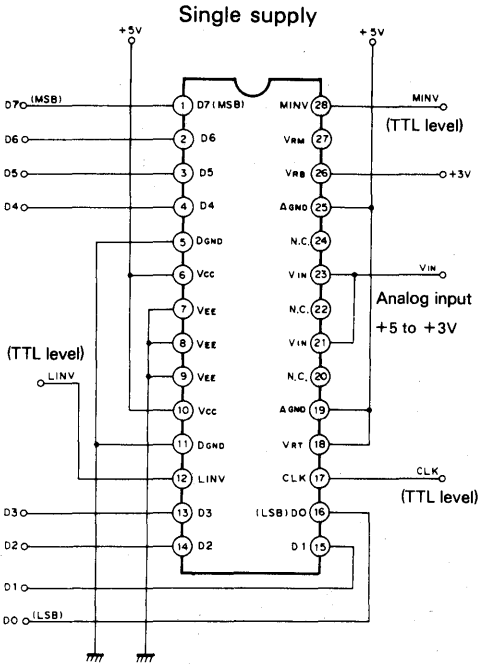 Single supply
+5V
+5V
D7 (MSB)
1 D7 (MSB)
MINV 28
MINV
(TTL level)
D6
2 D6
VRM 27
D5
3 D5
VRB 26
+3V
D4
4 D4
AGND 25
5 DGND
N.C. 24
6 VCC
VIN 23
VIN
Analog input
+5 to +3V
7 VEE
N.C. 22
8 VEE
VIN 21
(TTL level)
LINV
9 VEE
N.C. 20
10 VCC
AGND 19
11 DGND
VRT 18
12 LINV
CLK 17
CLK
(TTL level)
D3
13 D3
(LSB) D0 16
D2
14 D2
D1 15
D1
D0 (LSB)